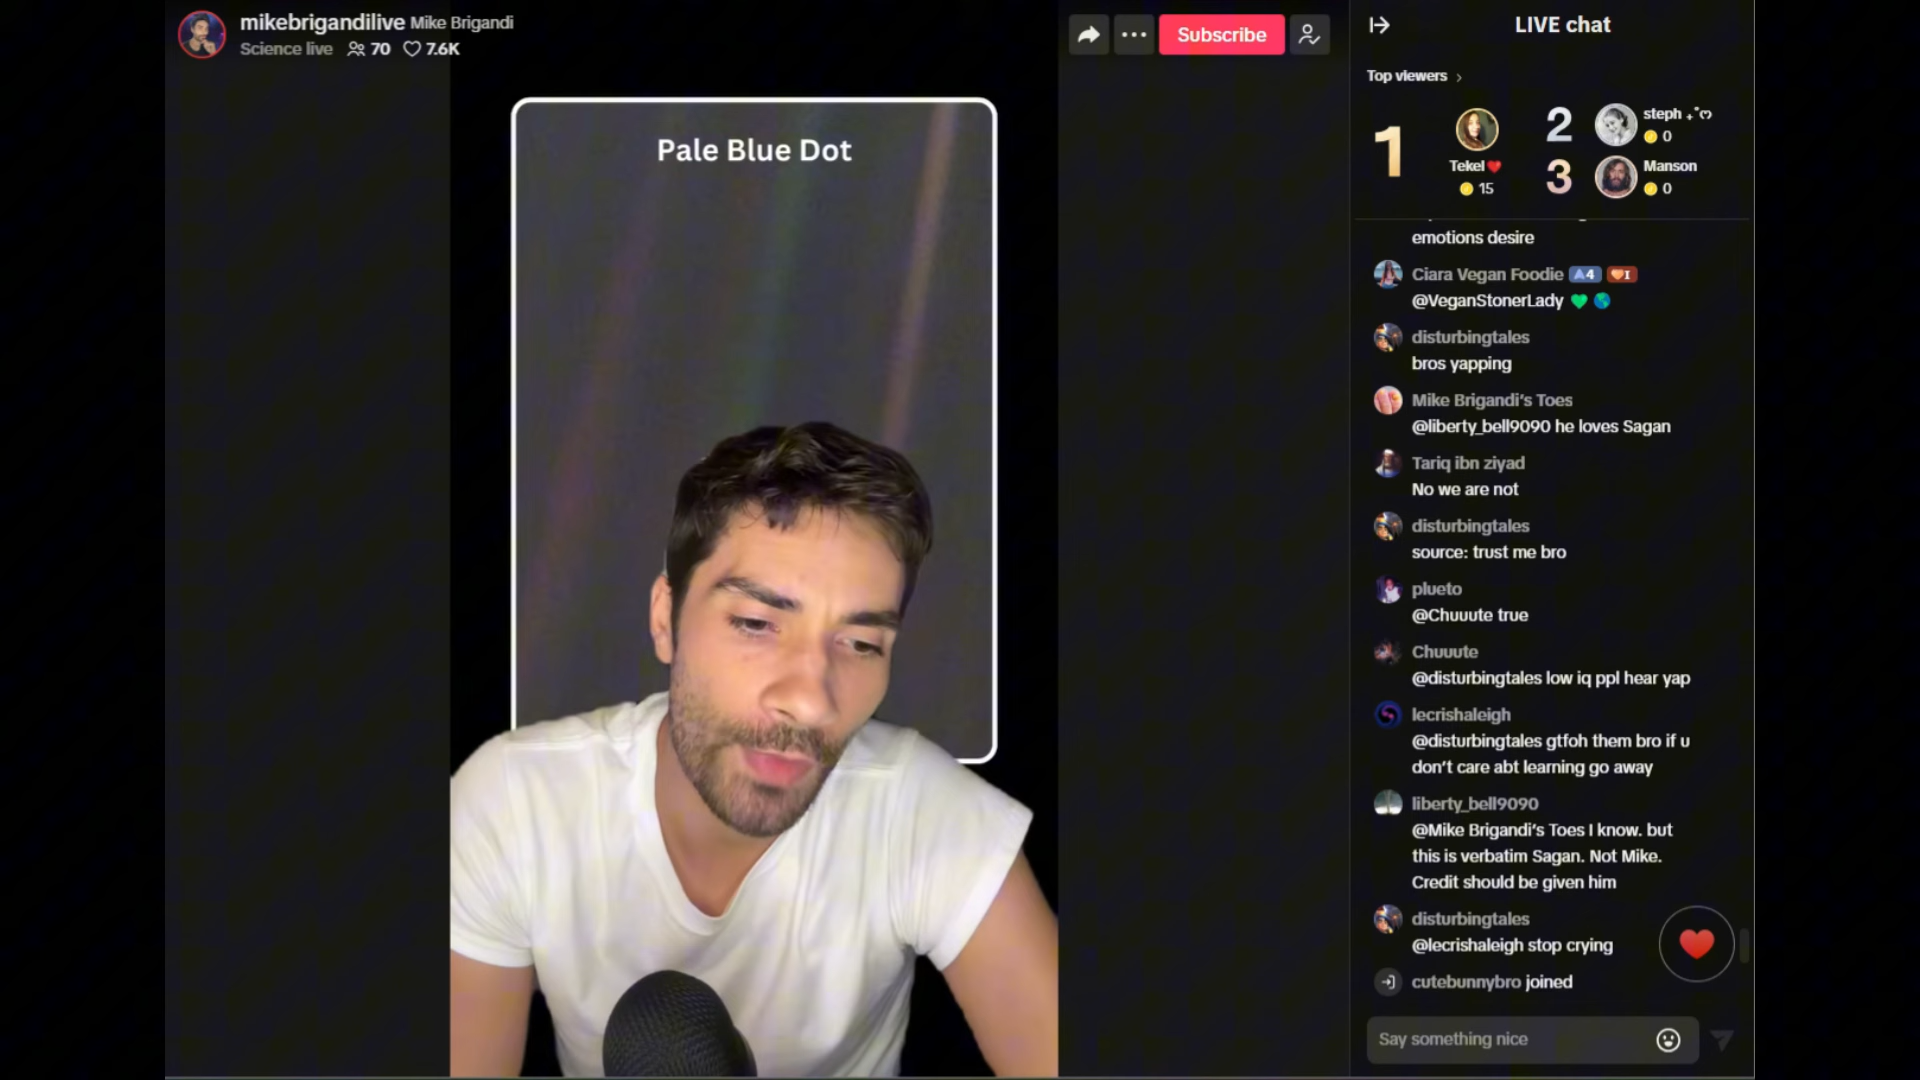 mikebrigandilive Mike Brigandi
Science live 70 7.6K
Subscribe
Pale Blue Dot
LIVE chat
Top viewers
1
Tekel
15
2
steph
0
3
Manson
0
emotions desire
Ciara Vegan Foodie 4 I
@VeganStonerLady
disturbingtales
bros yapping
Mike Brigandi's Toes
@liberty_bell9090 he loves Sagan
Tariq ibn ziyad
No we are not
disturbingtales
source: trust me bro
plueto
@Chuuute true
Chuuute
@disturbingtales low iq ppl hear yap
lecrishaleigh
@disturbingtales gtfoh them bro if u
don't care abt learning go away
liberty_bell9090
@Mike Brigandi's Toes I know. but
this is verbatim Sagan. Not Mike.
Credit should be given him
disturbingtales
@lecrishaleigh stop crying
cutebunnybro joined
Say something nice